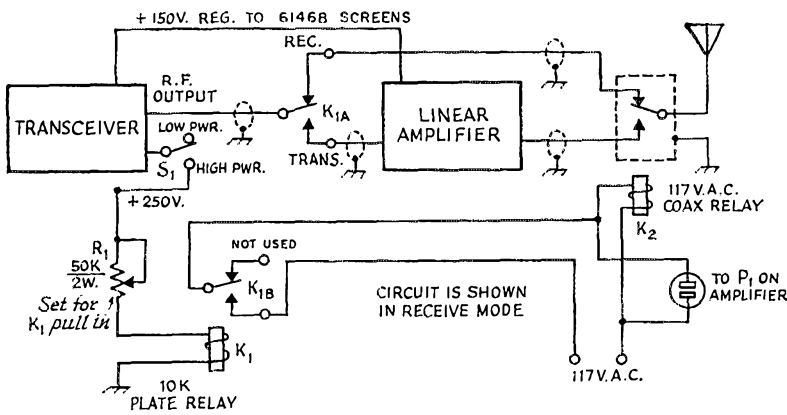 +150V. REG. TO 6146B SCREENS
REC.
R.F.
OUTPUT
TRANSCEIVER
LOW PWR.
K1A
LINEAR
AMPLIFIER
S1
HIGH PWR.
TRANS.
+250V.
117 V.A.C.
COAX RELAY
K2
R1
50K
2W.
Set for
K1 pull in
NOT USED
K1B
CIRCUIT IS SHOWN
IN RECEIVE MODE
TO P1 ON
AMPLIFIER
K1
10K
PLATE RELAY
117V.A.C.